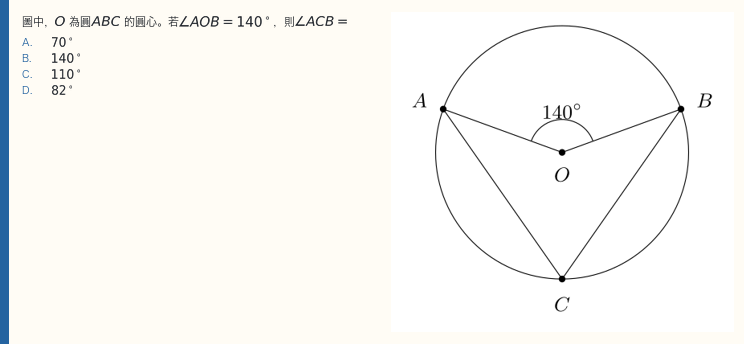 圖中，O 為圓ABC 的圓心。若∠AOB = 140°，則∠ACB =
A. 70°
B. 140°
C. 110°
D. 82°
140°
A
B
O
C